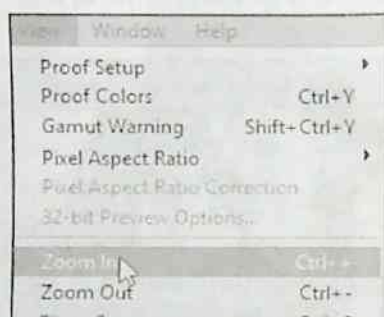 View Window Help
Proof Setup
Proof Colors Ctrl+Y
Gamut Warning Shift+Ctrl+Y
Pixel Aspect Ratio
Pixel Aspect Ratio Correction
32-bit Preview Options...
Zoom In Ctrl++
Zoom Out Ctrl+-